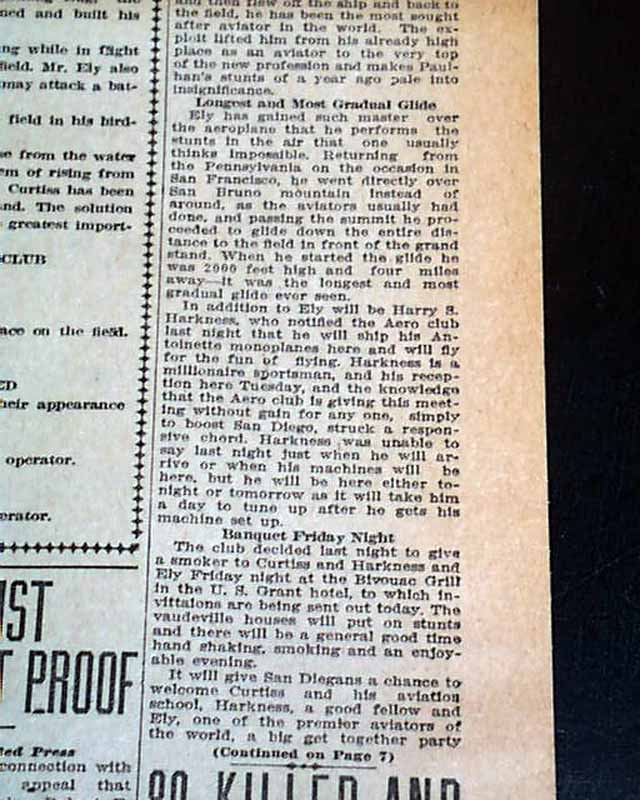 ned and built his
ng while in flight
field. Mr. Ely also
may attack a bat-
field in his bird-
se from the water
em of rising from
Curtiss has been
nd. The solution
greatest import-
CLUB
ace on the field.
ED
heir appearance
operator.
erator.
UST
T PROOF
ted Press
connection with
appeal that
and then flew off the ship and back to
the field, he has been the most sought
after aviator in the world. The ex-
ploit lifted him from his already high
place as an aviator to the very top
of the new profession and makes Paul-
han's stunts of a year ago pale into
insignificance.
Longest and Most Gradual Glide
Ely has gained such master over
the aeroplane that he performs the
stunts in the air that one usually
thinks impossible. Returning from
the Pennsylvania on the occasion in
San Francisco, he went directly over
San Bruno mountain instead of
around, as the aviators usually had
done, and passing the summit he pro-
ceeded to glide down the entire dis-
tance to the field in front of the grand
stand. When he started the glide he
was 2000 feet high and four miles
away—it was the longest and most
gradual glide ever seen.
In addition to Ely will be Harry S.
Harkness, who notified the Aero club
last night that he will ship his An-
toinette monoplanes here and will fly
for the fun of flying. Harkness is a
millionaire sportsman, and his recep-
tion here Tuesday, and the knowledge
that the Aero club is giving this meet-
ing without gain for any one, simply
to boost San Diego, struck a respon-
sive chord. Harkness was unable to
say last night just when he will ar-
rive or when his machines will be
here, but he will be here either to-
night or tomorrow as it will take him
a day to tune up after he gets his
machine set up.
Banquet Friday Night
The club decided last night to give
a smoker to Curtiss and Harkness and
Ely Friday night at the Bivouac Grill
in the U. S. Grant hotel, to which in-
vittaions are being sent out today. The
vaudeville houses will put on stunts
and there will be a general good time
hand shaking, smoking and an enjoy-
able evening.
It will give San Diegans a chance to
welcome Curtiss and his aviation
school, Harkness, a good fellow and
Ely, one of the premier aviators of
the world, a big get together party
(Continued on Page 7)
80 KILLED AND